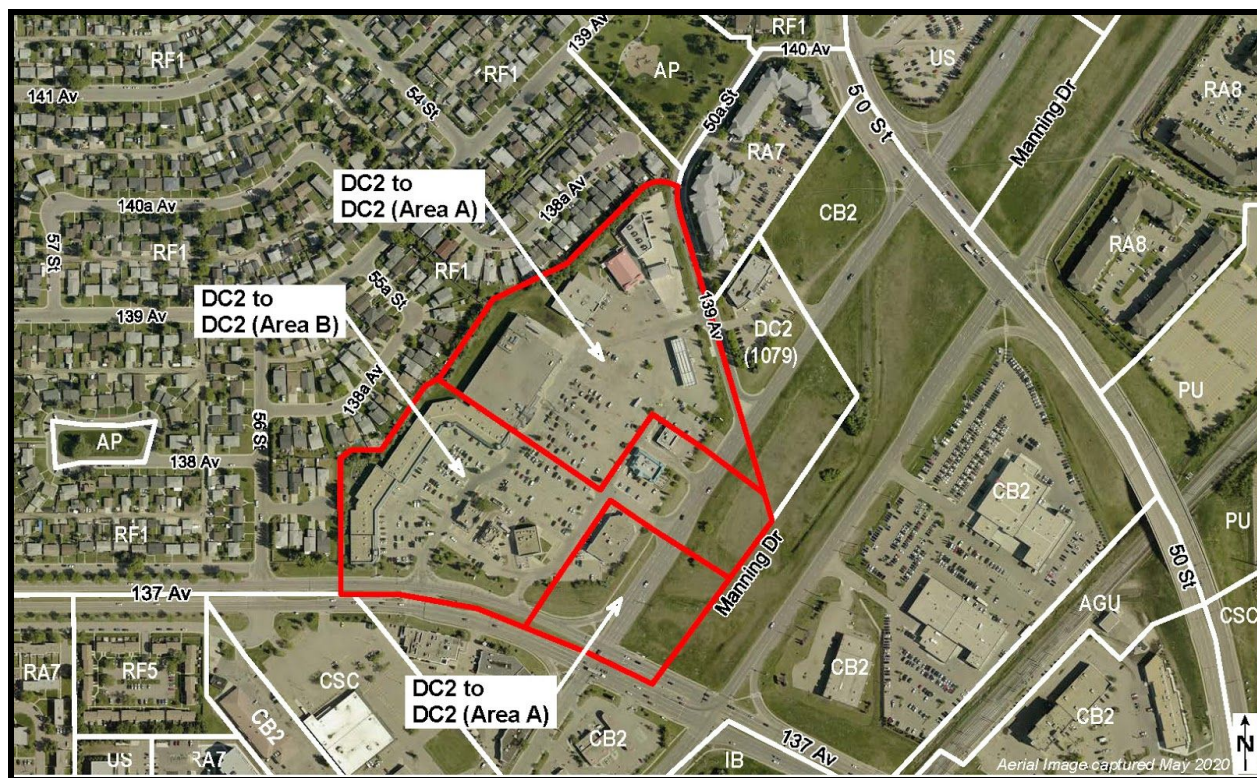 RF1
139 Av
RF1
140 Av
US
141 Av
54 St
RF1
AP
50a St
50 St
Manning Dr
RA8
RA7
DC2 to
DC2 (Area A)
138a Av
140a Av
CB2
57 St
RF1
RF1
RA8
55a St
DC2 to
DC2 (Area B)
139 Av
139 Av
DC2
(1079)
PU
138a Av
AP
56 St
138 Av
CB2
RF1
PU
50 St
Manning Dr
137 Av
AGU
CSC
RA7
RF5
CSC
CB2
DC2 to
DC2 (Area A)
CB2
CB2
CB2
US
RA7
IB
137 Av
N
Aerial Image captured May 2020